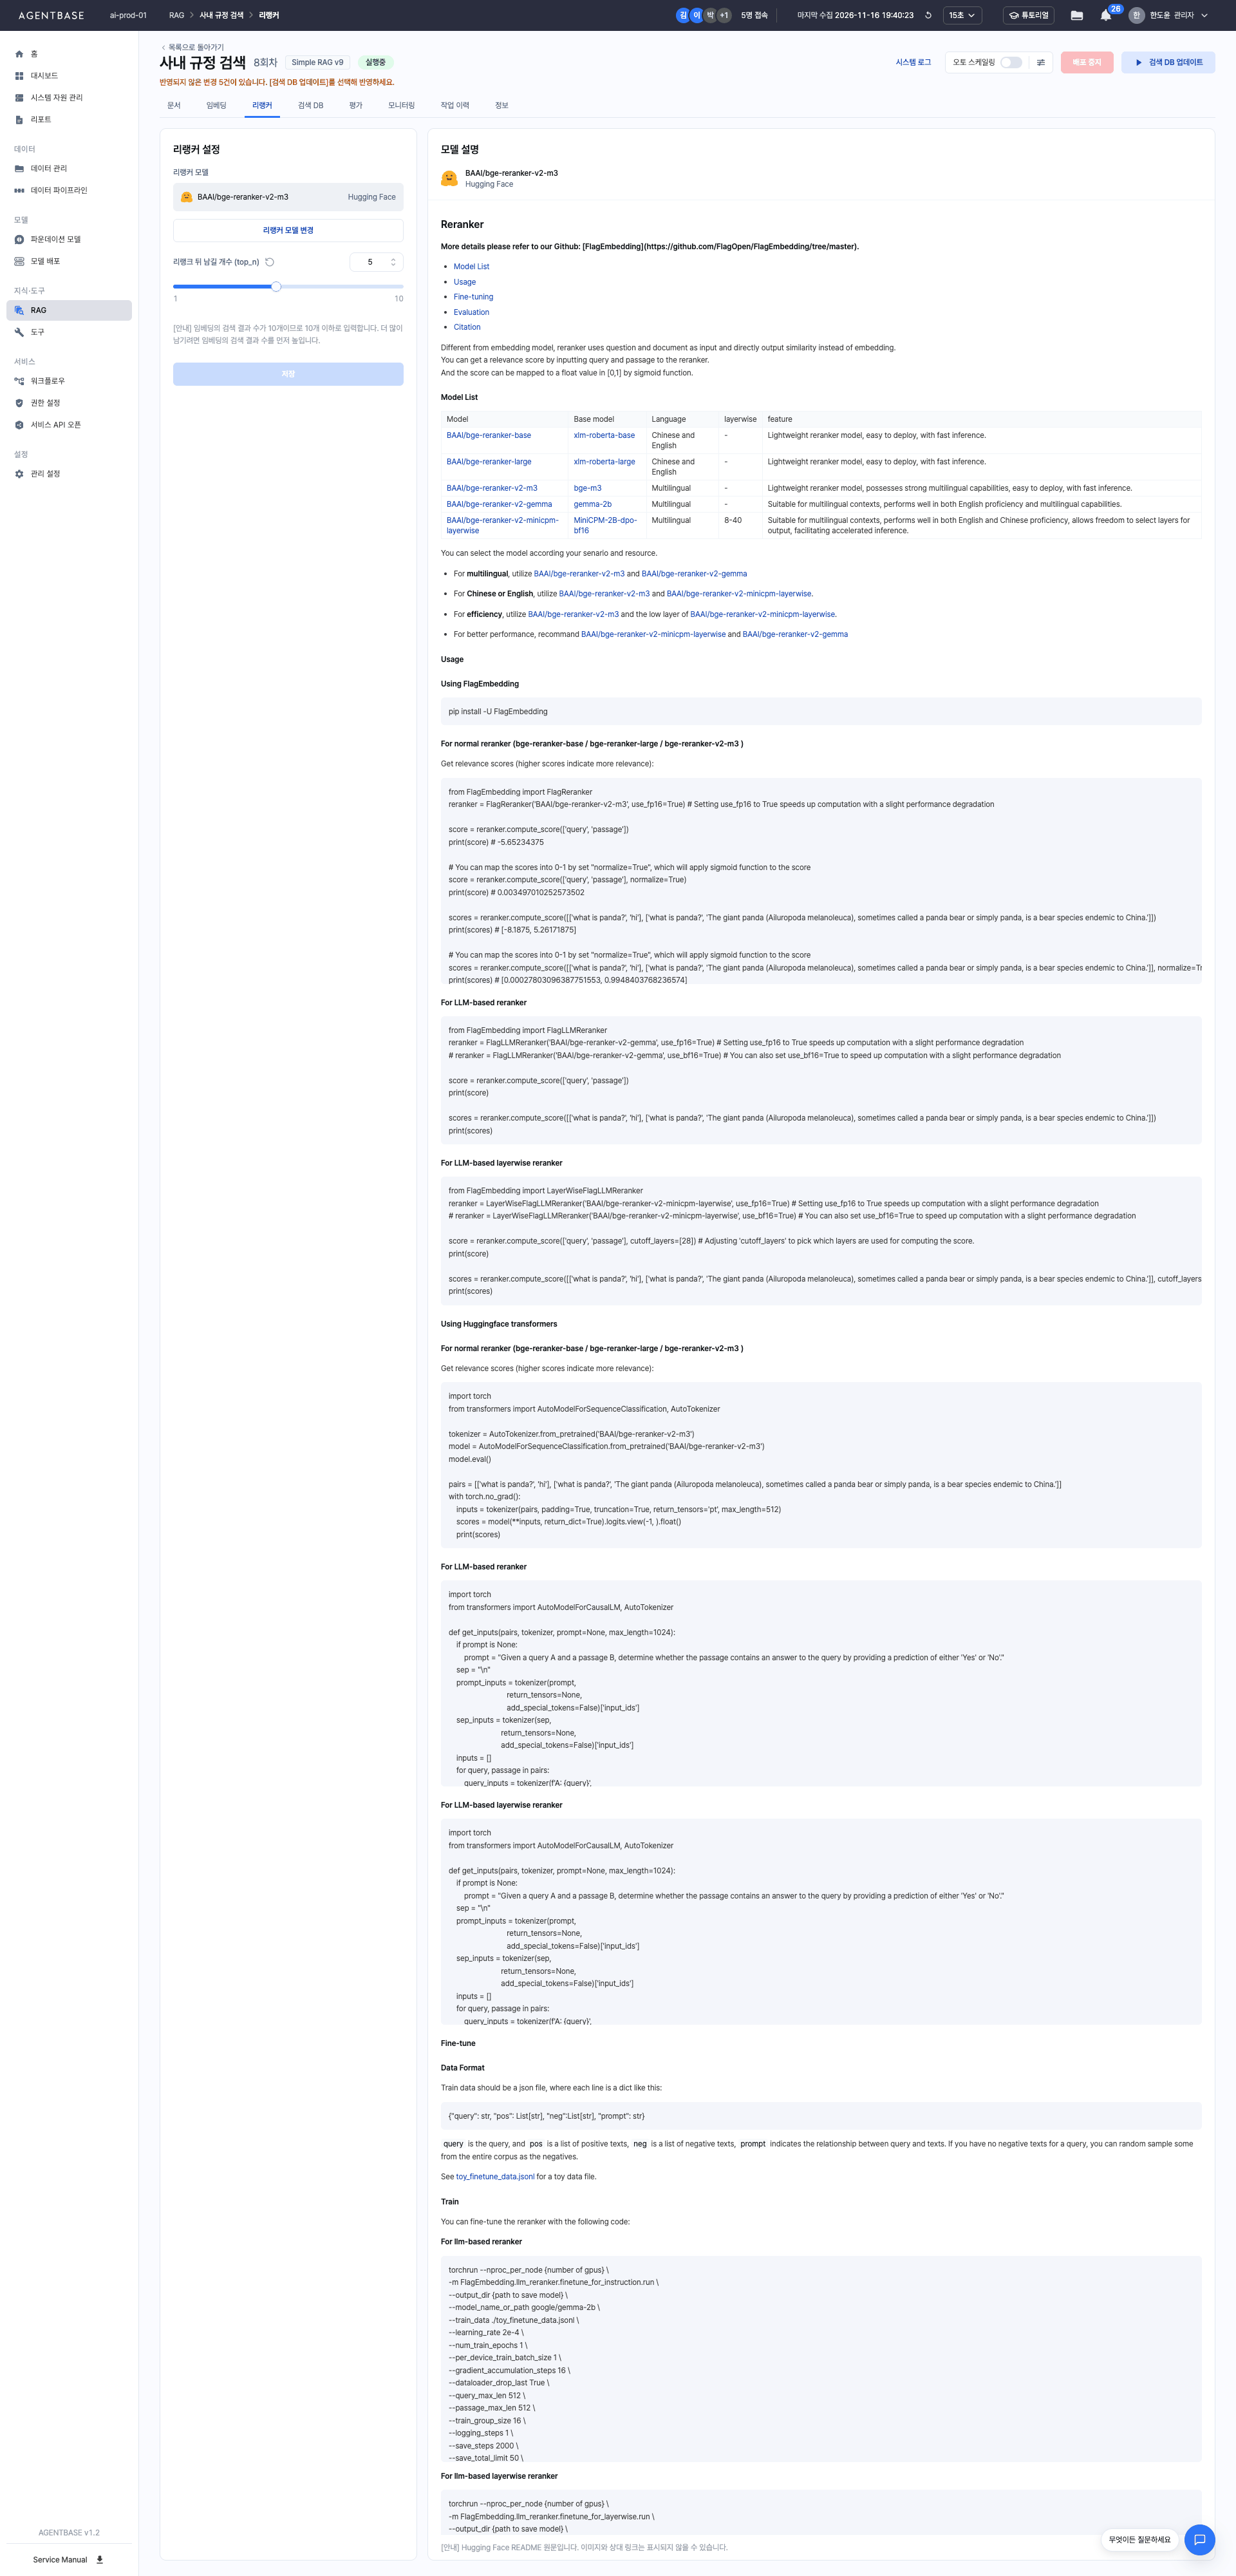 AGENTBASE
ai-prod-01
RAG > 사내 규정 검색 > 리랭커
김 이 박 +1 5명 접속
마지막 수집 2026-11-16 19:40:23
15초
튜토리얼
26
한 한도윤 관리자
홈
대시보드
시스템 자원 관리
리포트
데이터
데이터 관리
데이터 파이프라인
모델
파운데이션 모델
모델 배포
지식·도구
RAG
도구
서비스
워크플로우
권한 설정
서비스 API 오픈
설정
관리 설정
AGENTBASE v1.2
Service Manual
목록으로 돌아가기
사내 규정 검색 8회차 Simple RAG v9 실행중
반영되지 않은 변경 5건이 있습니다. [검색 DB 업데이트]를 선택해 반영하세요.
시스템 로그
오토 스케일링
배포 중지
검색 DB 업데이트
문서 임베딩 리랭커 검색 DB 평가 모니터링 작업 이력 정보
리랭커 설정
리랭커 모델
BAAI/bge-reranker-v2-m3 Hugging Face
리랭커 모델 변경
리랭크 뒤 남길 개수 (top_n) 5
1 10
[안내] 임베딩의 검색 결과 수가 10개이므로 10개 이하로 입력합니다. 더 많이
남기려면 임베딩의 검색 결과 수를 먼저 높입니다.
저장
모델 설명
BAAI/bge-reranker-v2-m3
Hugging Face
Reranker
More details please refer to our Github: [FlagEmbedding](https://github.com/FlagOpen/FlagEmbedding/tree/master).
• Model List
• Usage
• Fine-tuning
• Evaluation
• Citation
Different from embedding model, reranker uses question and document as input and directly output similarity instead of embedding.
You can get a relevance score by inputting query and passage to the reranker.
And the score can be mapped to a float value in [0,1] by sigmoid function.
Model List
Model Base model Language layerwise feature
BAAI/bge-reranker-base xlm-roberta-base Chinese and English - Lightweight reranker model, easy to deploy, with fast inference.
BAAI/bge-reranker-large xlm-roberta-large Chinese and English - Lightweight reranker model, easy to deploy, with fast inference.
BAAI/bge-reranker-v2-m3 bge-m3 Multilingual - Lightweight reranker model, possesses strong multilingual capabilities, easy to deploy, with fast inference.
BAAI/bge-reranker-v2-gemma gemma-2b Multilingual - Suitable for multilingual contexts, performs well in both English proficiency and multilingual capabilities.
BAAI/bge-reranker-v2-minicpm-layerwise MiniCPM-2B-dpo-bf16 Multilingual 8-40 Suitable for multilingual contexts, performs well in both English and Chinese proficiency, allows freedom to select layers for output, facilitating accelerated inference.
You can select the model according your senario and resource.
• For multilingual, utilize BAAI/bge-reranker-v2-m3 and BAAI/bge-reranker-v2-gemma
• For Chinese or English, utilize BAAI/bge-reranker-v2-m3 and BAAI/bge-reranker-v2-minicpm-layerwise.
• For efficiency, utilize BAAI/bge-reranker-v2-m3 and the low layer of BAAI/bge-reranker-v2-minicpm-layerwise.
• For better performance, recommand BAAI/bge-reranker-v2-minicpm-layerwise and BAAI/bge-reranker-v2-gemma
Usage
Using FlagEmbedding
pip install -U FlagEmbedding
For normal reranker (bge-reranker-base / bge-reranker-large / bge-reranker-v2-m3 )
Get relevance scores (higher scores indicate more relevance):
from FlagEmbedding import FlagReranker
reranker = FlagReranker('BAAI/bge-reranker-v2-m3', use_fp16=True) # Setting use_fp16 to True speeds up computation with a slight performance degradation
score = reranker.compute_score(['query', 'passage'])
print(score) # -5.65234375
# You can map the scores into 0-1 by set "normalize=True", which will apply sigmoid function to the score
score = reranker.compute_score(['query', 'passage'], normalize=True)
print(score) # 0.003497010252573502
scores = reranker.compute_score([['what is panda?', 'hi'], ['what is panda?', 'The giant panda (Ailuropoda melanoleuca), sometimes called a panda bear or simply panda, is a bear species endemic to China.']])
print(scores) # [-8.1875, 5.26171875]
# You can map the scores into 0-1 by set "normalize=True", which will apply sigmoid function to the score
scores = reranker.compute_score([['what is panda?', 'hi'], ['what is panda?', 'The giant panda (Ailuropoda melanoleuca), sometimes called a panda bear or simply panda, is a bear species endemic to China.']], normalize=Tr
print(scores) # [0.00027803096387751553, 0.9948403768236574]
For LLM-based reranker
from FlagEmbedding import FlagLLMReranker
reranker = FlagLLMReranker('BAAI/bge-reranker-v2-gemma', use_fp16=True) # Setting use_fp16 to True speeds up computation with a slight performance degradation
# reranker = FlagLLMReranker('BAAI/bge-reranker-v2-gemma', use_bf16=True) # You can also set use_bf16=True to speed up computation with a slight performance degradation
score = reranker.compute_score(['query', 'passage'])
print(score)
scores = reranker.compute_score([['what is panda?', 'hi'], ['what is panda?', 'The giant panda (Ailuropoda melanoleuca), sometimes called a panda bear or simply panda, is a bear species endemic to China.']])
print(scores)
For LLM-based layerwise reranker
from FlagEmbedding import LayerWiseFlagLLMReranker
reranker = LayerWiseFlagLLMReranker('BAAI/bge-reranker-v2-minicpm-layerwise', use_fp16=True) # Setting use_fp16 to True speeds up computation with a slight performance degradation
# reranker = LayerWiseFlagLLMReranker('BAAI/bge-reranker-v2-minicpm-layerwise', use_bf16=True) # You can also set use_bf16=True to speed up computation with a slight performance degradation
score = reranker.compute_score(['query', 'passage'], cutoff_layers=[28]) # Adjusting 'cutoff_layers' to pick which layers are used for computing the score.
print(score)
scores = reranker.compute_score([['what is panda?', 'hi'], ['what is panda?', 'The giant panda (Ailuropoda melanoleuca), sometimes called a panda bear or simply panda, is a bear species endemic to China.']], cutoff_layers
print(scores)
Using Huggingface transformers
For normal reranker (bge-reranker-base / bge-reranker-large / bge-reranker-v2-m3 )
Get relevance scores (higher scores indicate more relevance):
import torch
from transformers import AutoModelForSequenceClassification, AutoTokenizer
tokenizer = AutoTokenizer.from_pretrained('BAAI/bge-reranker-v2-m3')
model = AutoModelForSequenceClassification.from_pretrained('BAAI/bge-reranker-v2-m3')
model.eval()
pairs = [['what is panda?', 'hi'], ['what is panda?', 'The giant panda (Ailuropoda melanoleuca), sometimes called a panda bear or simply panda, is a bear species endemic to China.']]
with torch.no_grad():
inputs = tokenizer(pairs, padding=True, truncation=True, return_tensors='pt', max_length=512)
scores = model(**inputs, return_dict=True).logits.view(-1, ).float()
print(scores)
For LLM-based reranker
import torch
from transformers import AutoModelForCausalLM, AutoTokenizer
def get_inputs(pairs, tokenizer, prompt=None, max_length=1024):
if prompt is None:
prompt = "Given a query A and a passage B, determine whether the passage contains an answer to the query by providing a prediction of either 'Yes' or 'No'."
sep = "\n"
prompt_inputs = tokenizer(prompt,
return_tensors=None,
add_special_tokens=False)['input_ids']
sep_inputs = tokenizer(sep,
return_tensors=None,
add_special_tokens=False)['input_ids']
inputs = []
for query, passage in pairs:
query_inputs = tokenizer(f'A: {query}',
For LLM-based layerwise reranker
import torch
from transformers import AutoModelForCausalLM, AutoTokenizer
def get_inputs(pairs, tokenizer, prompt=None, max_length=1024):
if prompt is None:
prompt = "Given a query A and a passage B, determine whether the passage contains an answer to the query by providing a prediction of either 'Yes' or 'No'."
sep = "\n"
prompt_inputs = tokenizer(prompt,
return_tensors=None,
add_special_tokens=False)['input_ids']
sep_inputs = tokenizer(sep,
return_tensors=None,
add_special_tokens=False)['input_ids']
inputs = []
for query, passage in pairs:
query_inputs = tokenizer(f'A: {query}',
Fine-tune
Data Format
Train data should be a json file, where each line is a dict like this:
{"query": str, "pos": List[str], "neg":List[str], "prompt": str}
query is the query, and pos is a list of positive texts, neg is a list of negative texts, prompt indicates the relationship between query and texts. If you have no negative texts for a query, you can random sample some
from the entire corpus as the negatives.
See toy_finetune_data.jsonl for a toy data file.
Train
You can fine-tune the reranker with the following code:
For llm-based reranker
torchrun --nproc_per_node {number of gpus} \
-m FlagEmbedding.llm_reranker.finetune_for_instruction.run \
--output_dir {path to save model} \
--model_name_or_path google/gemma-2b \
--train_data ./toy_finetune_data.jsonl \
--learning_rate 2e-4 \
--num_train_epochs 1 \
--per_device_train_batch_size 1 \
--gradient_accumulation_steps 16 \
--dataloader_drop_last True \
--query_max_len 512 \
--passage_max_len 512 \
--train_group_size 16 \
--logging_steps 1 \
--save_steps 2000 \
--save_total_limit 50 \
For llm-based layerwise reranker
torchrun --nproc_per_node {number of gpus} \
-m FlagEmbedding.llm_reranker.finetune_for_layerwise.run \
--output_dir {path to save model} \
[안내] Hugging Face README 원문입니다. 이미지와 상대 링크는 표시되지 않을 수 있습니다.
무엇이든 질문하세요